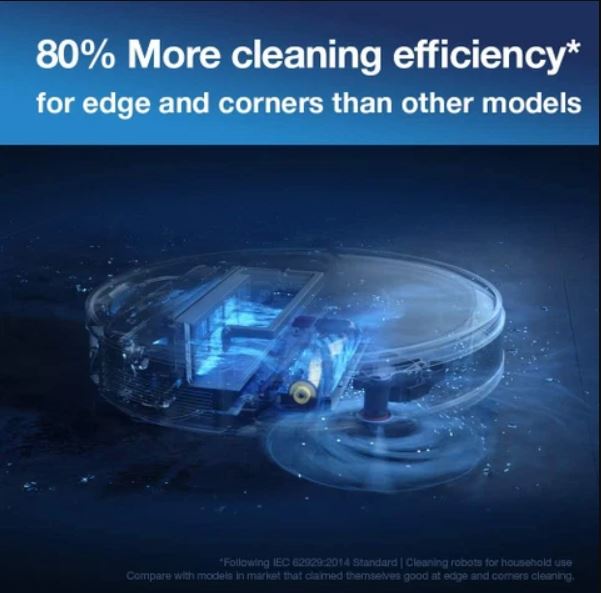 80% More cleaning efficiency*
for edge and corners than other models
*Following IEC 62929:2014 Standard | Cleaning robots for household use
Compare with models in market that claimed themselves good at edge and corners cleaning.